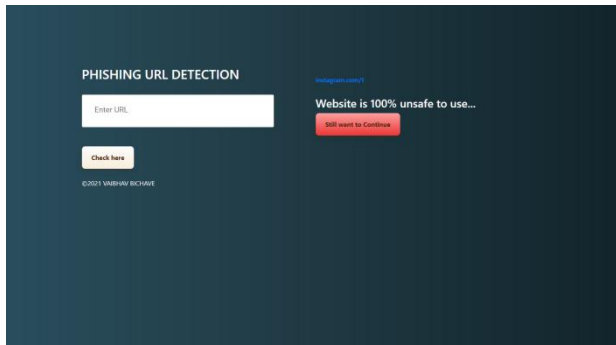 PHISHING URL DETECTION
Enter URL
Check here
©2021 VAIBHAV BICHAVE
instagram.com/1
Website is 100% unsafe to use...
Still want to Continue